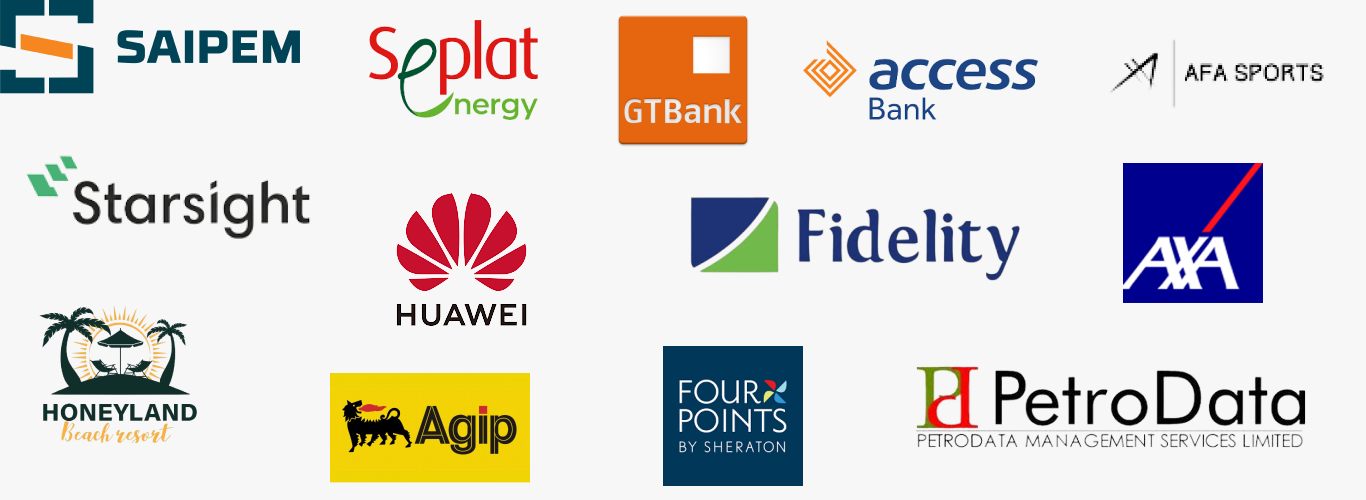 SAIPEM
Seplat
energy
GTBank
access
Bank
AFA SPORTS
Starsight
HUAWEI
Fidelity
AXA
HONEYLAND
Beach resort
Agip
FOUR
POINTS
BY SHERATON
Pd PetroData
PETRODATA MANAGEMENT SERVICES LIMITED